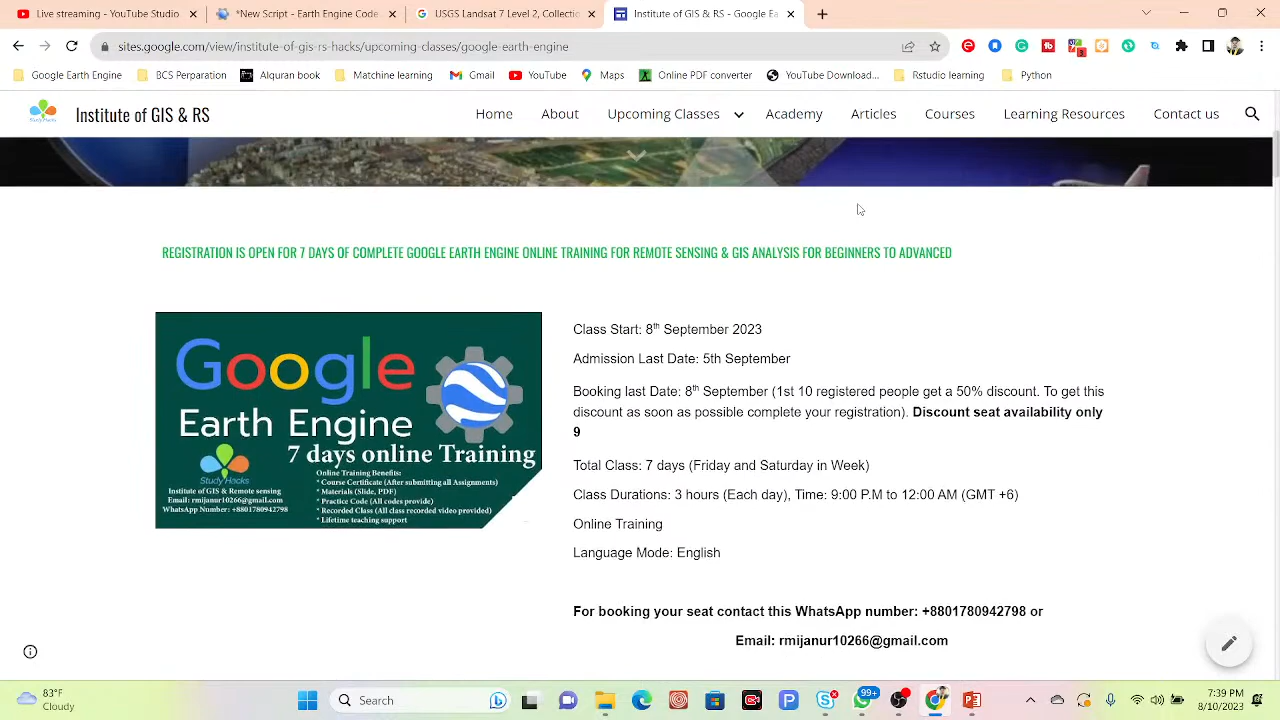 Live streaming - YouTube Studio
*New Script - Earth Engine Code
USGS Landsat 7 Level 2, Collectio
Institute of GIS & RS - Google Ea
sites.google.com/view/institute-of-gis-rs-hacks/training-classes/google-earth-engine
Google Earth Engine
BCS Perparation
Alquran book
Matchine learning
Gmail
YouTube
Maps
Online PDF converter
YouTube Download...
Rstudio learning
Python
Study Hacks
Institute of GIS & RS
Home
About
Upcoming Classes
Academy
Articles
Courses
Learning Resources
Contact us
REGISTRATION IS OPEN FOR 7 DAYS OF COMPLETE GOOGLE EARTH ENGINE ONLINE TRAINING FOR REMOTE SENSING & GIS ANALYSIS FOR BEGINNERS TO ADVANCED
Google
Earth Engine
7 days online Training
Study Hacks
Institute of GIS & Remote sensing
Email: rmijanur10266@gmail.com
WhatsApp Number: +8801780942798
Online Training Benefits:
* Course Certificate (After submitting all Assignments)
* Materials (Slide, PDF)
* Practice Code (All codes provide)
* Recorded Class (All class recorded video provided)
* Lifetime teaching support
Class Start: 8th September 2023
Admission Last Date: 5th September
Booking last Date: 8th September (1st 10 registered people get a 50% discount. To get this
discount as soon as possible complete your registration). Discount seat availability only
9
Total Class: 7 days (Friday and Saturday in Week)
Class Durations: 3 hours (Each day), Time: 9:00 P.M to 12:00 AM (GMT +6)
Online Training
Language Mode: English
For booking your seat contact this WhatsApp number: +8801780942798 or
Email: rmijanur10266@gmail.com
83°F
Cloudy
Search
99+
7:39 PM
8/10/2023